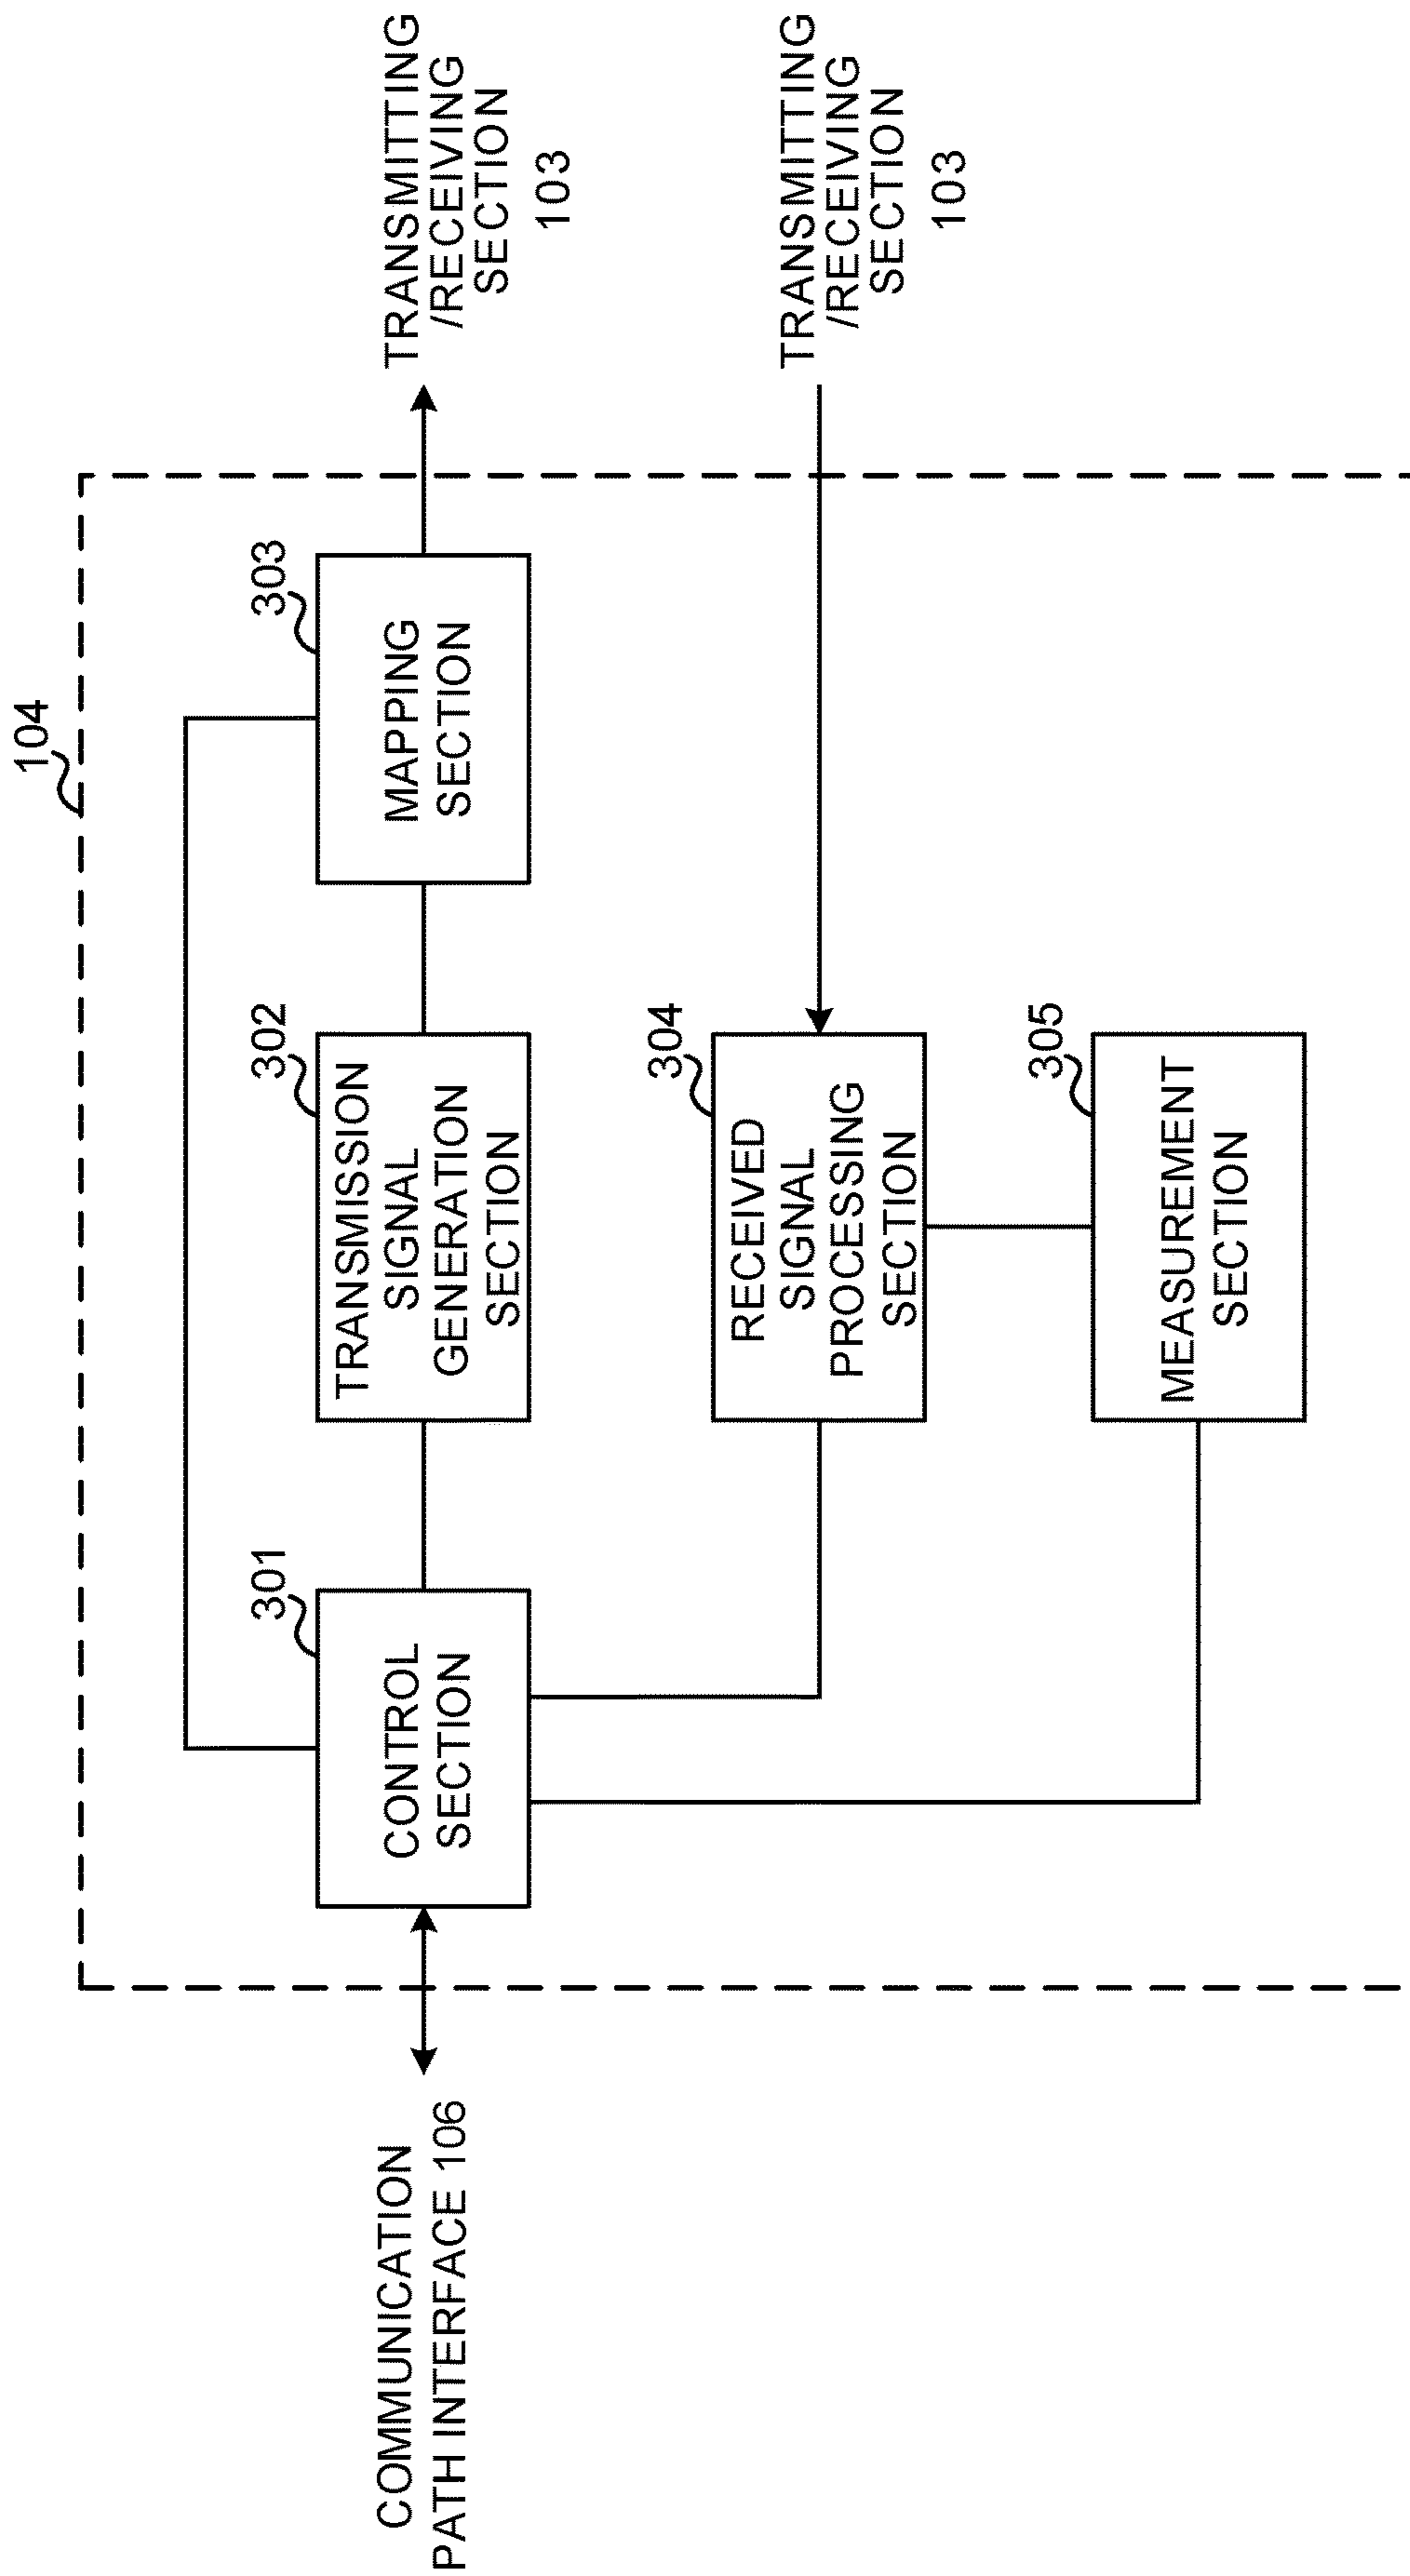 104
303
MAPPING
SECTION
TRANSMITTING
/RECEIVING
SECTION
103
302
TRANSMISSION
SIGNAL
GENERATION
SECTION
301
CONTROL
SECTION
COMMUNICATION
PATH INTERFACE 106
304
RECEIVED
SIGNAL
PROCESSING
SECTION
TRANSMITTING
/RECEIVING
SECTION
103
305
MEASUREMENT
SECTION